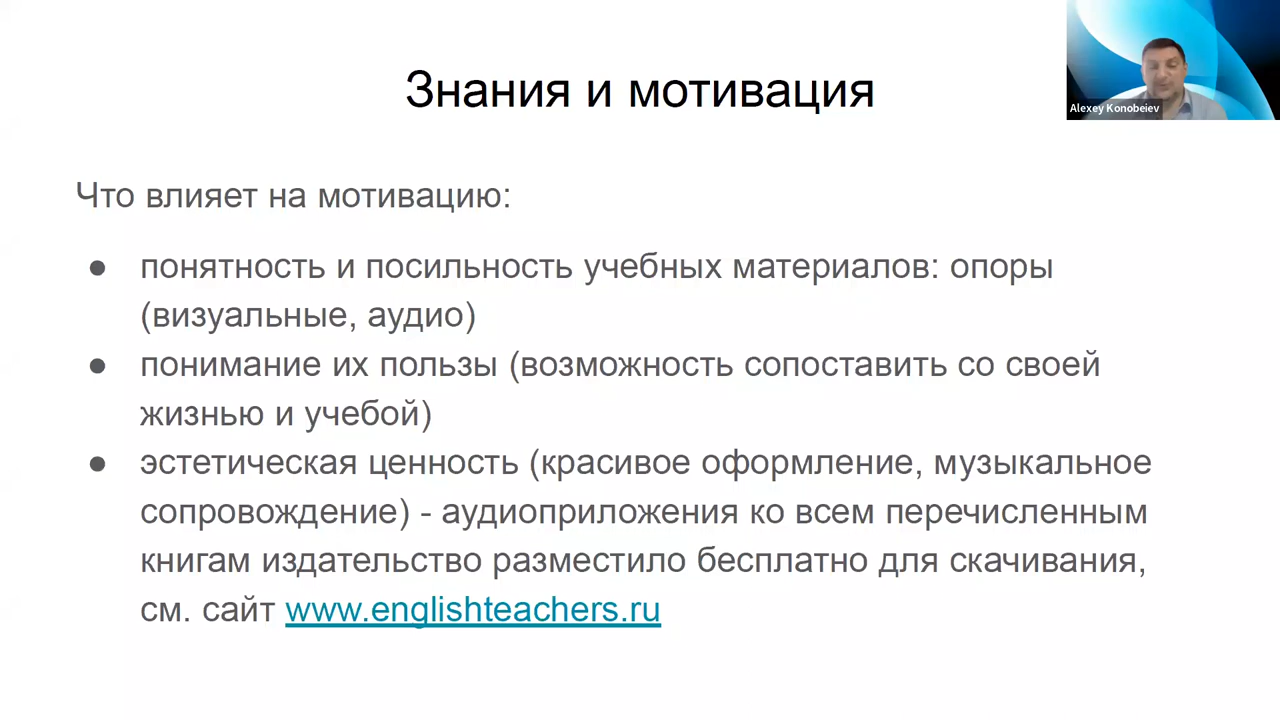 Знания и мотивация
Alexey Konobeiev
Что влияет на мотивацию:
● понятность и посильность учебных материалов: опоры
(визуальные, аудио)
● понимание их пользы (возможность сопоставить со своей
жизнью и учебой)
● эстетическая ценность (красивое оформление, музыкальное
сопровождение) - аудиоприложения ко всем перечисленным
книгам издательство разместило бесплатно для скачивания,
см. сайт www.englishteachers.ru